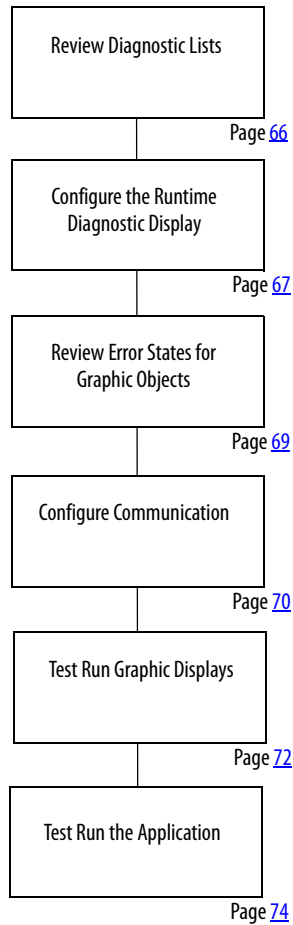 Review Diagnostic Lists
Page 66
Configure the Runtime
Diagnostic Display
Page 67
Review Error States for
Graphic Objects
Page 69
Configure Communication
Page 70
Test Run Graphic Displays
Page 72
Test Run the Application
Page 74